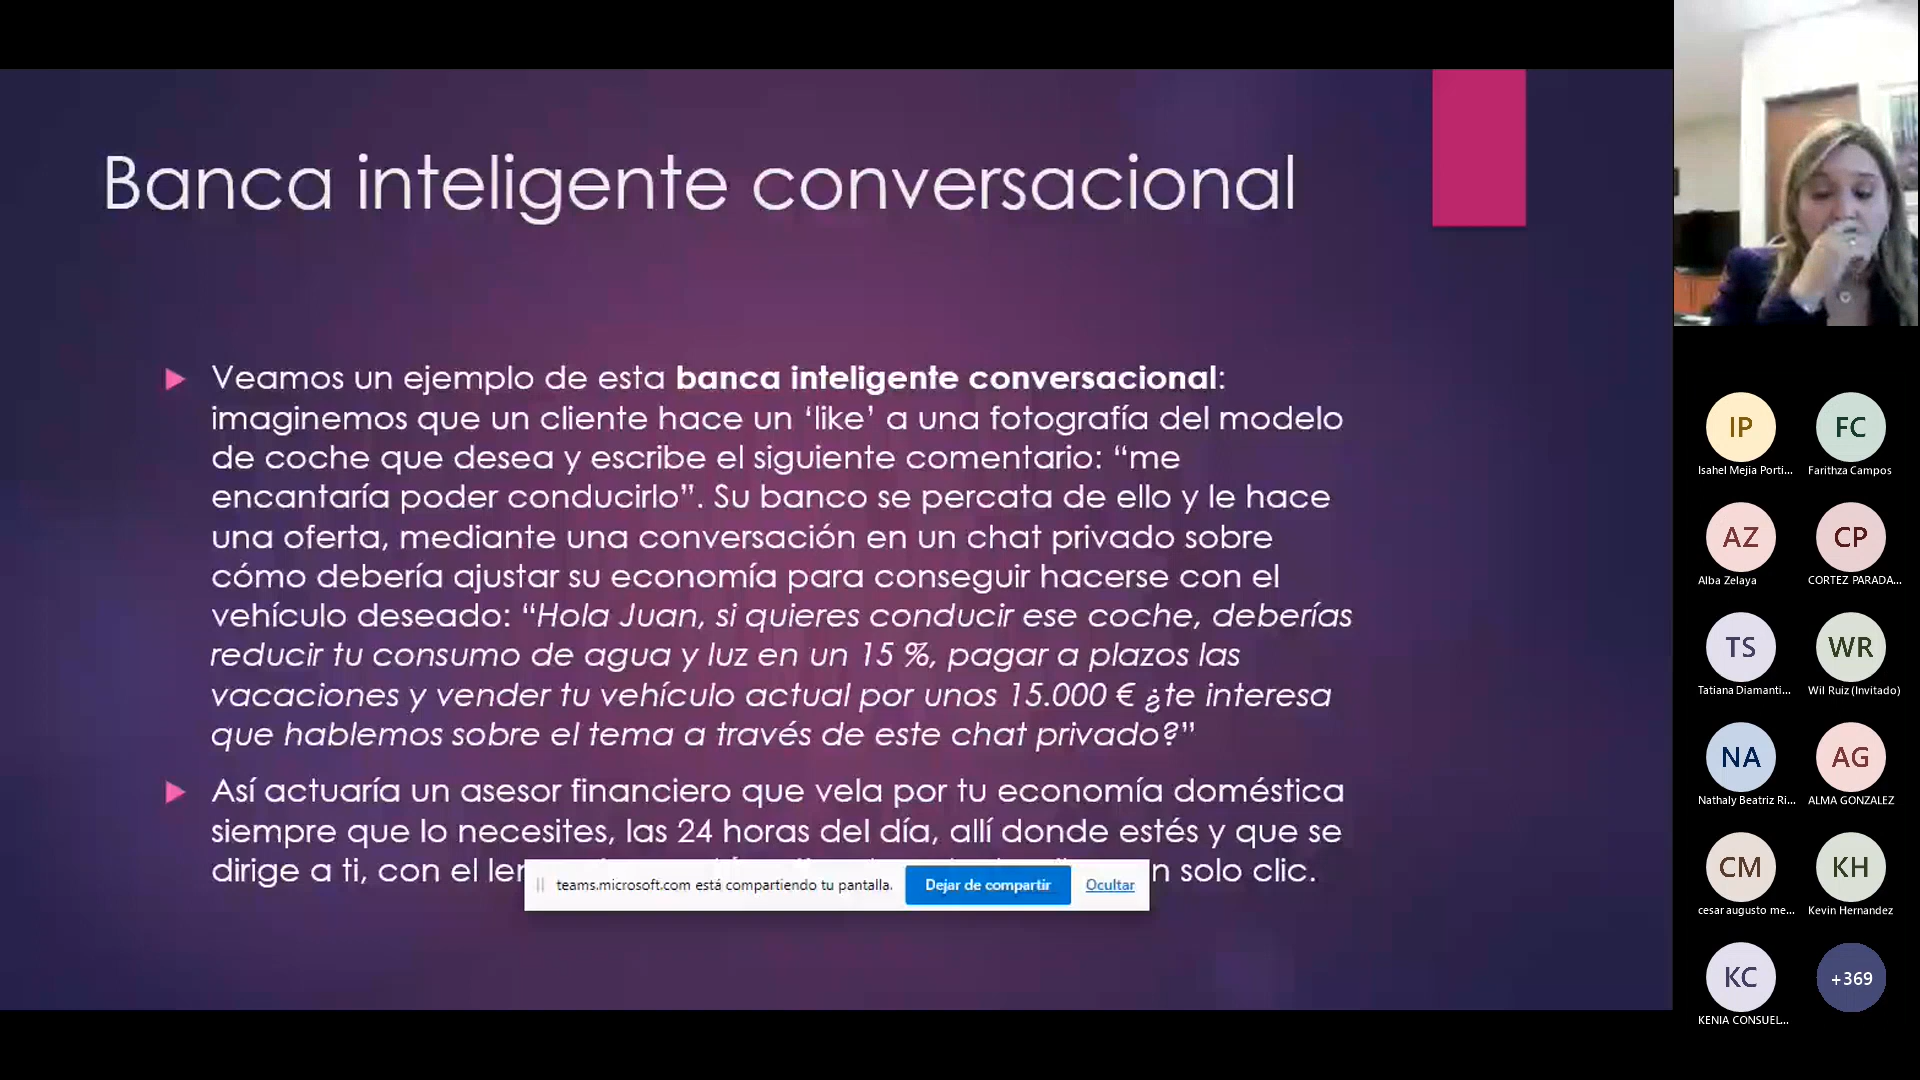 Banca inteligente conversacional
Veamos un ejemplo de esta banca inteligente conversacional:
imaginemos que un cliente hace un ‘like’ a una fotografía del modelo
de coche que desea y escribe el siguiente comentario: “me
encantaría poder conducirlo”. Su banco se percata de ello y le hace
una oferta, mediante una conversación en un chat privado sobre
cómo debería ajustar su economía para conseguir hacerse con el
vehículo deseado: “Hola Juan, si quieres conducir ese coche, deberías
reducir tu consumo de agua y luz en un 15 %, pagar a plazos las
vacaciones y vender tu vehículo actual por unos 15.000 € ¿te interesa
que hablemos sobre el tema a través de este chat privado?”
Así actuaría un asesor financiero que vela por tu economía doméstica
siempre que lo necesites, las 24 horas del día, allí donde estés y que se
dirige a ti, con el solo clic.
teams.microsoft.com está compartiendo tu pantalla. Dejar de compartir Ocultar
IP FC
Isahel Mejia Porti... Farithza Campos
AZ CP
Alba Zelaya CORTEZ PARADA...
TS WR
Tatiana Diamanti... Wil Ruiz (Invitado)
NA AG
Nathaly Beatriz Ri... ALMA GONZALEZ
CM KH
cesar augusto me... Kevin Hernandez
KC +369
KENIA CONSUEL...